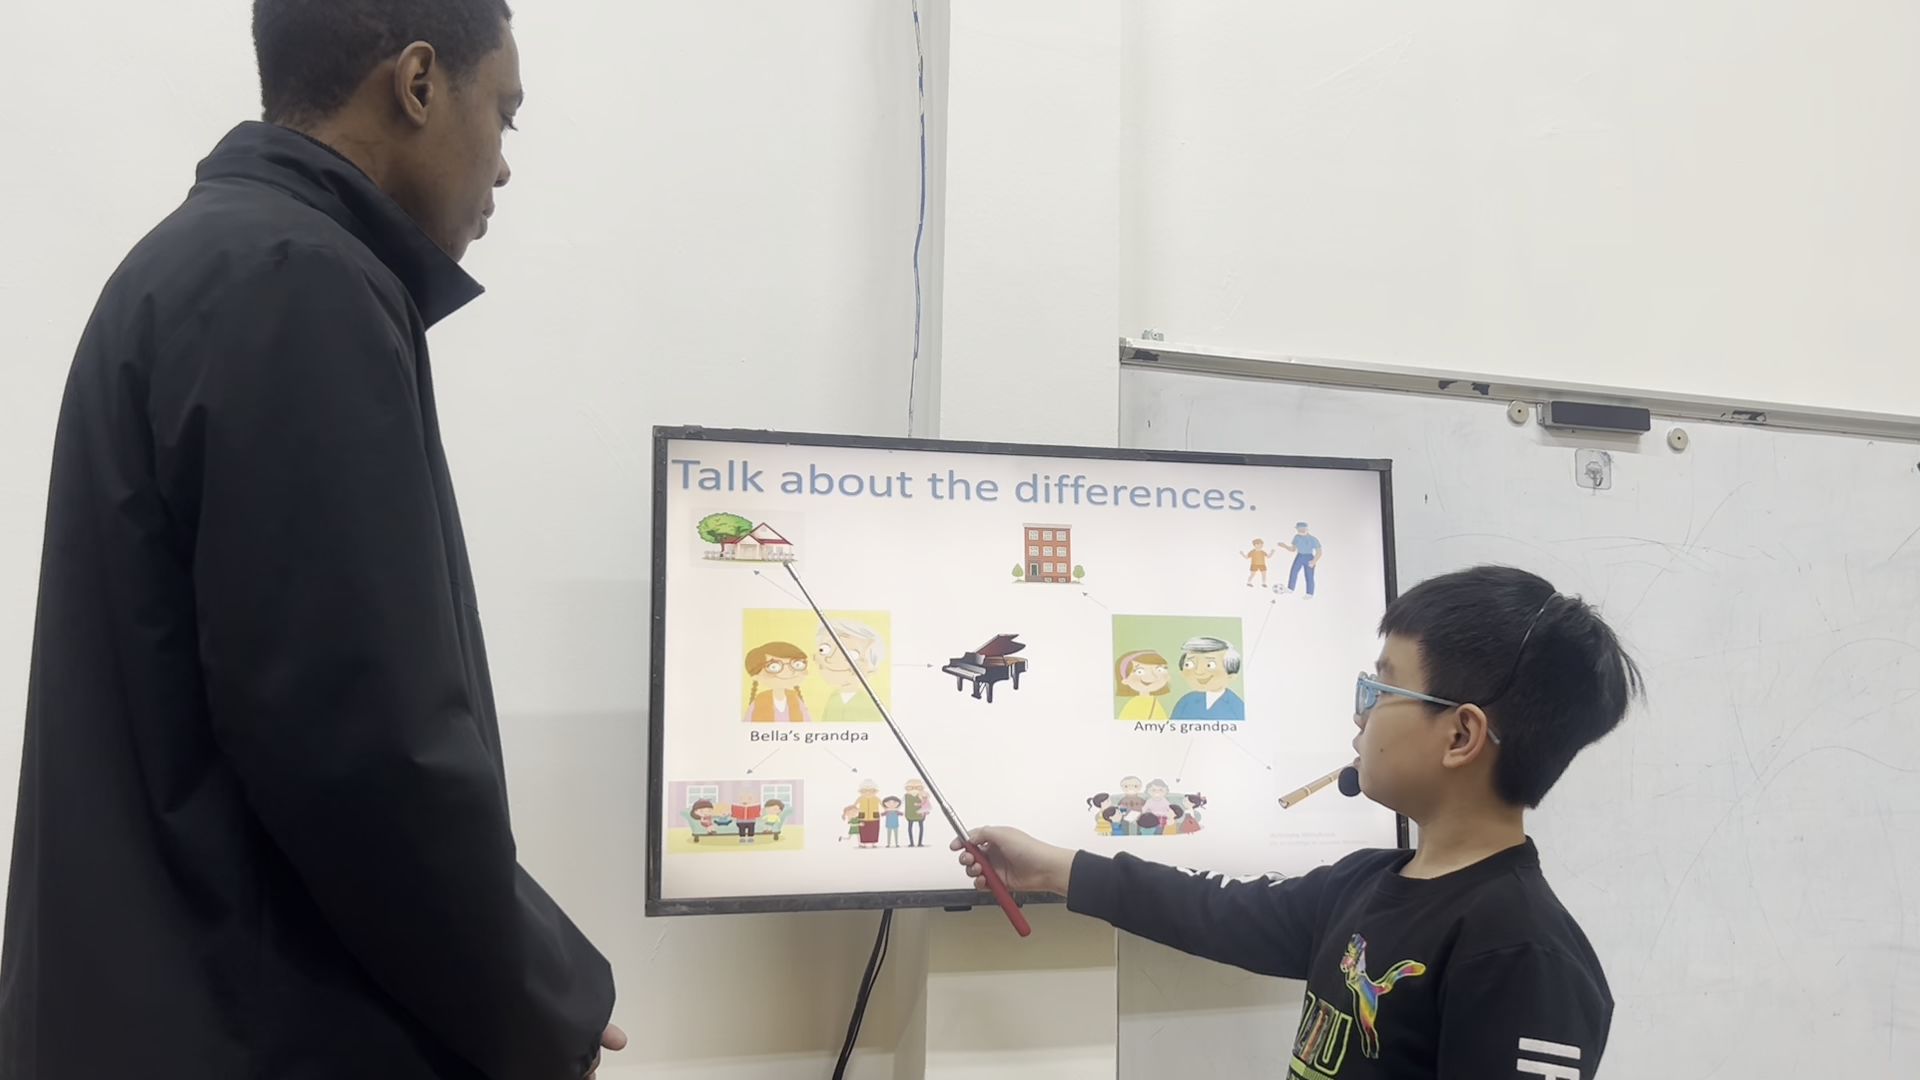 Talk about the differences.
Bella's grandpa
Amy's grandpa